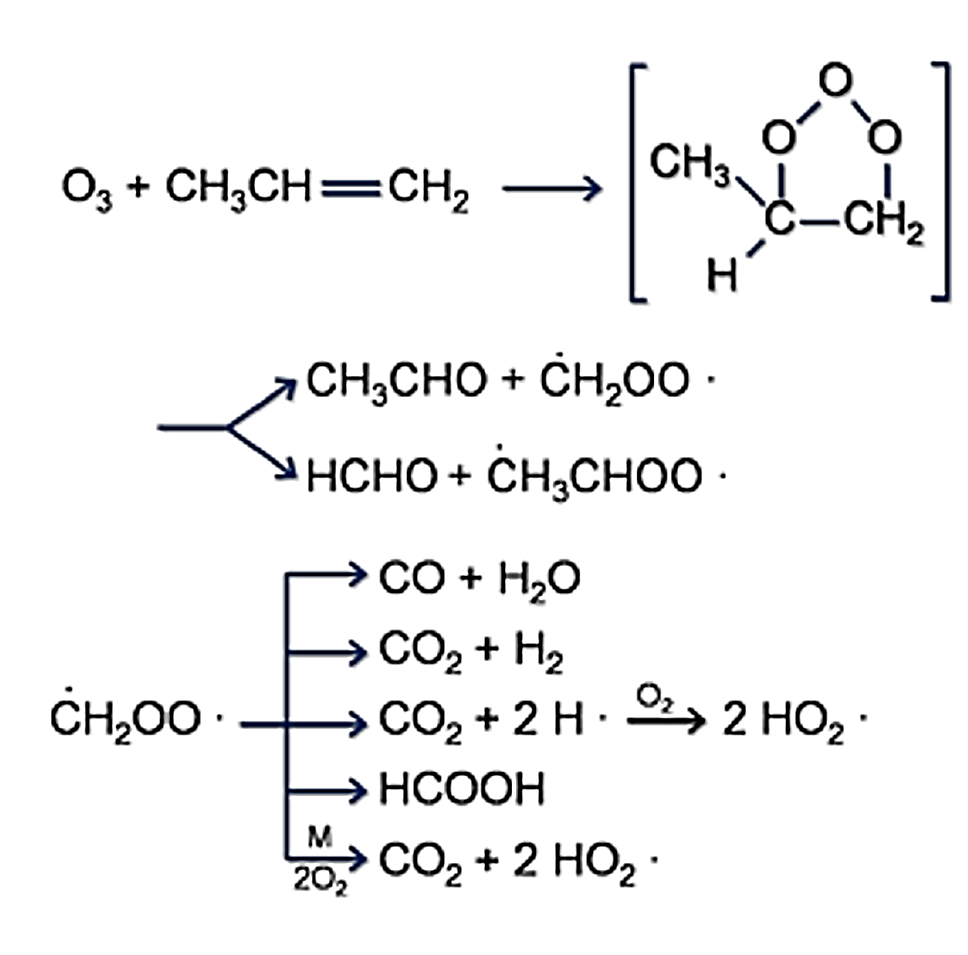 O
O O
CH₃
O₃ + CH₃CH=CH₂ ⟶ C—CH₂
H
CH₃CHO + ĊH₂OO ·
HCHO + ĊH₃CHOO ·
CO + H₂O
CO₂ + H₂
ĊH₂OO · CO₂ + 2 H · O₂ ⟶ 2 HO₂ ·
HCOOH
M
2O₂ CO₂ + 2 HO₂ ·